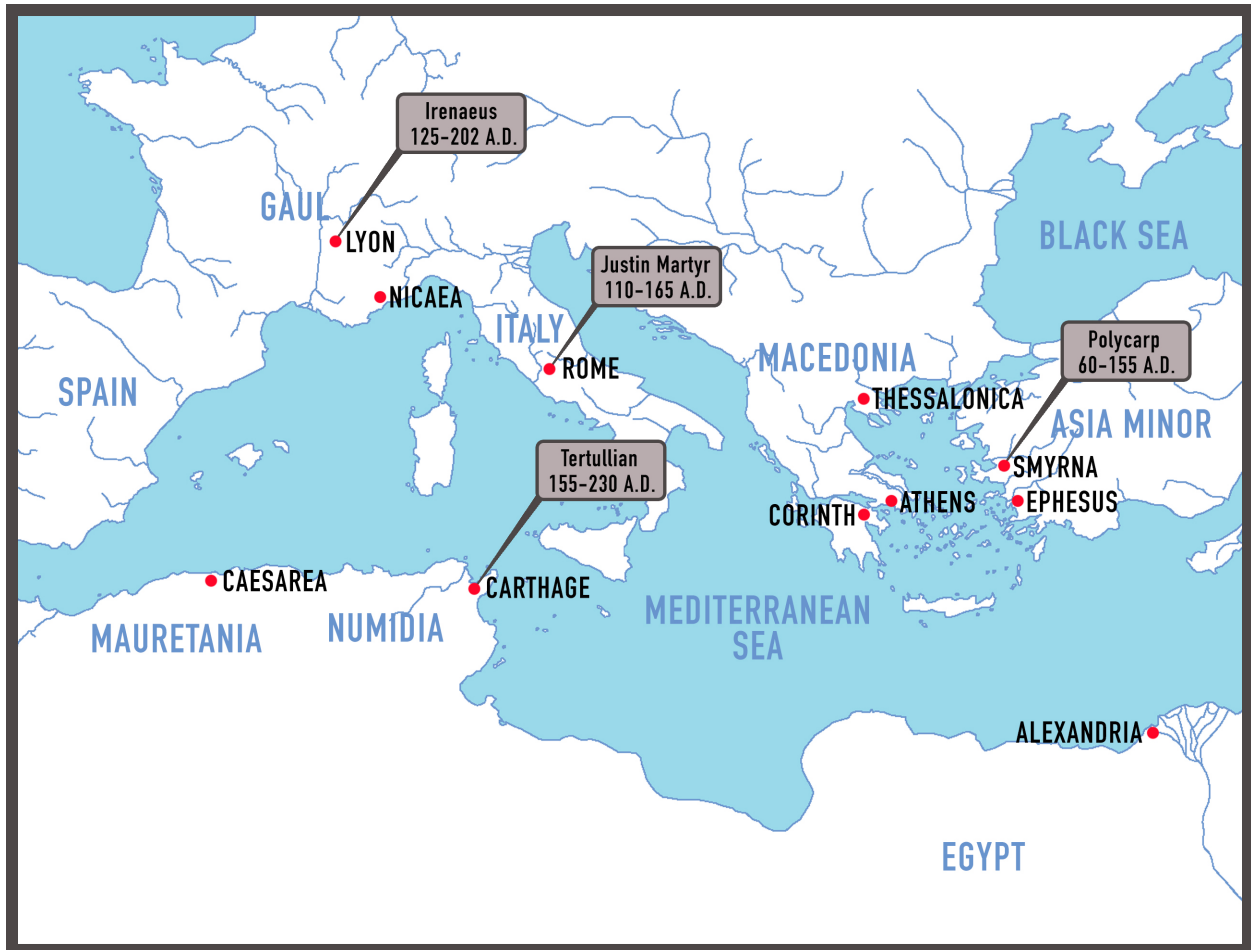 Irenaeus
125-202 A.D.
GAUL
LYON
BLACK SEA
Justin Martyr
110-165 A.D.
NICAEA
ITALY
ROME
Polycarp
60-155 A.D.
MACEDONIA
SPAIN
THESSALONICA
ASIA MINOR
Tertullian
155-230 A.D.
SMYRNA
ATHENS
EPHESUS
CORINTH
CAESAREA
CARTHAGE
MEDITERRANEAN
SEA
NUMIDIA
MAURETANIA
ALEXANDRIA
EGYPT